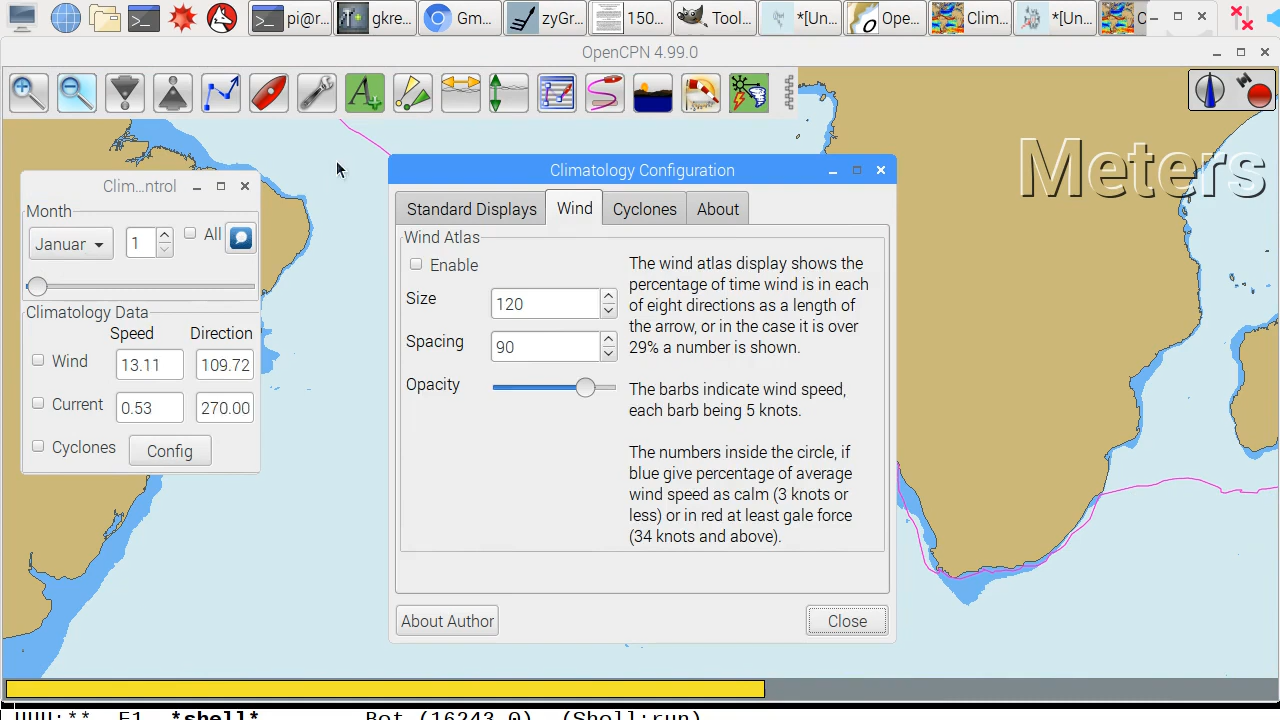 pi@r...
gkre...
Gm...
zyGr...
150...
Tool...
*[Un...
Ope...
Clim...
*[Un...
C
OpenCPN 4.99.0
Meters
Clim...ntrol
Month
Januar
1
All
Climatology Data
Speed Direction
Wind 13.11 109.72
Current 0.53 270.00
Cyclones Config
Climatology Configuration
Standard Displays Wind Cyclones About
Wind Atlas
Enable
Size 120
Spacing 90
Opacity
The wind atlas display shows the
percentage of time wind is in each
of eight directions as a length of
the arrow, or in the case it is over
29% a number is shown.
The barbs indicate wind speed,
each barb being 5 knots.
The numbers inside the circle, if
blue give percentage of average
wind speed as calm (3 knots or
less) or in red at least gale force
(34 knots and above).
About Author Close
*shell* Bot (16243,0) (Shell:run)